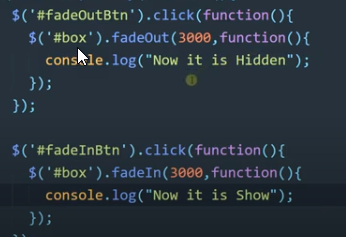 $('#fadeOutBtn').click(function(){
  $('#box').fadeOut(3000,function(){
    console.log("Now it is Hidden");
  });
});

$('#fadeInBtn').click(function(){
  $('#box').fadeIn(3000,function(){
    console.log("Now it is Show");
  });
});